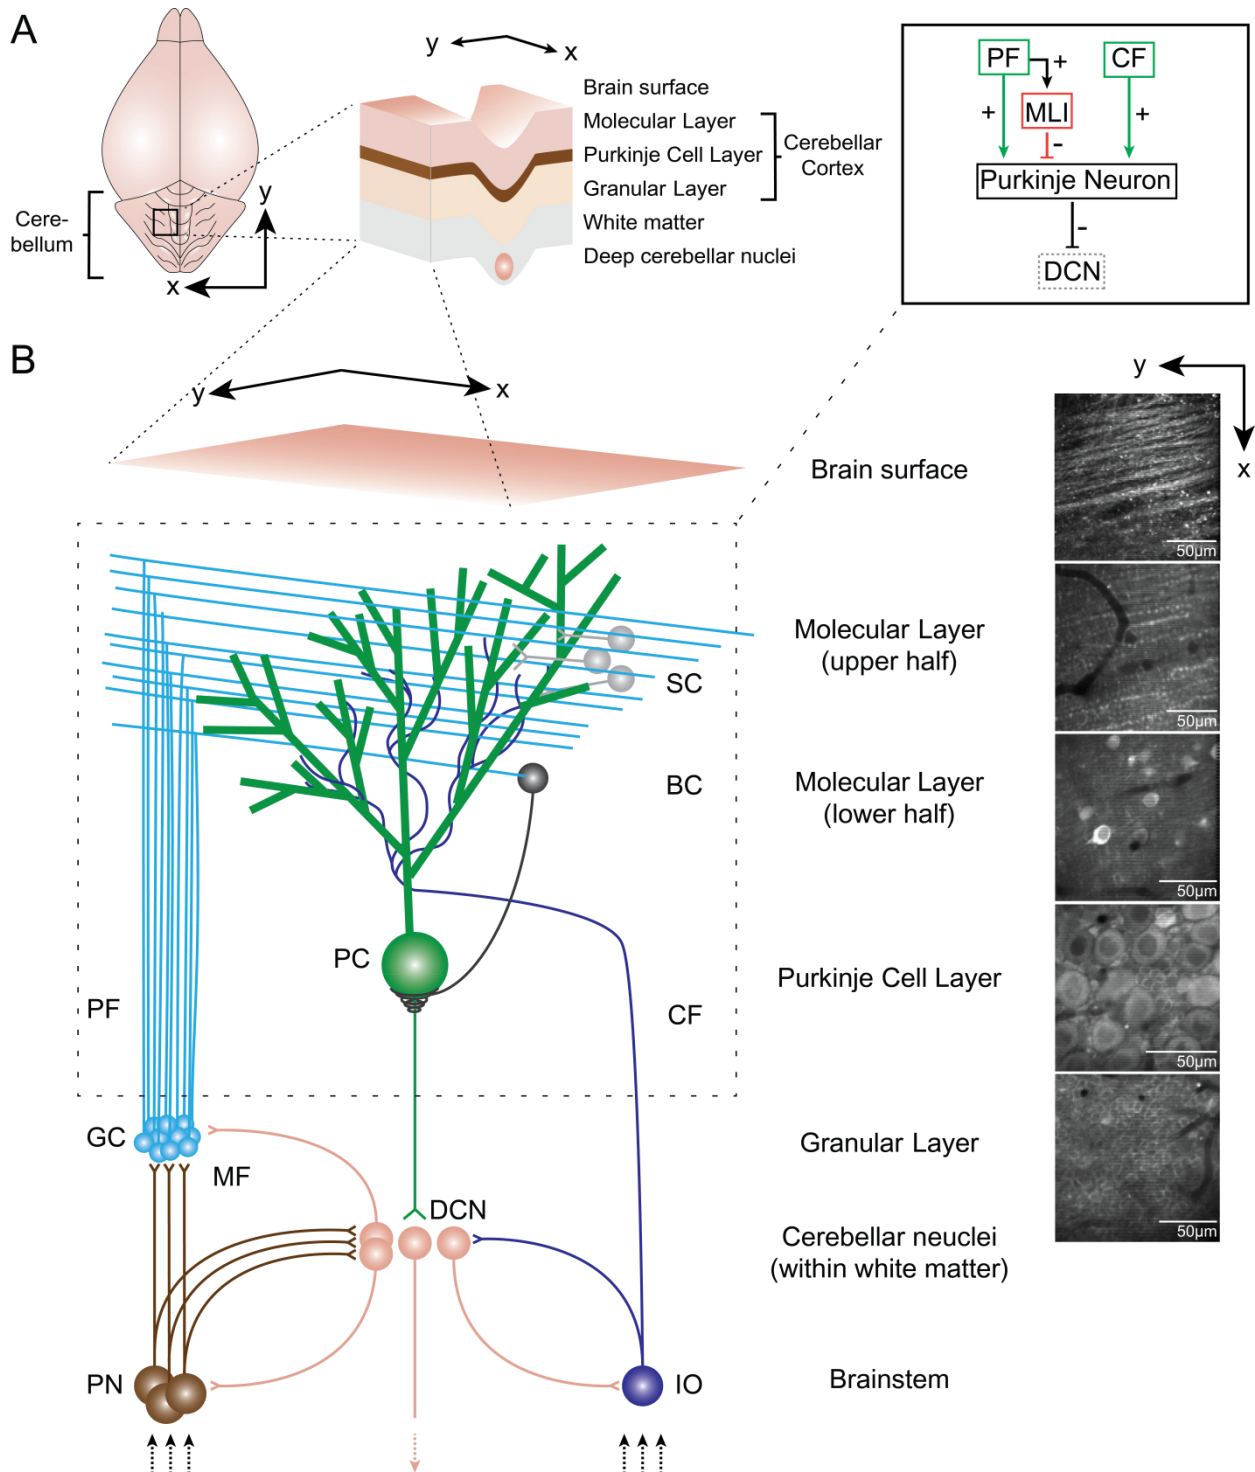 A
y
x
Brain surface
Molecular Layer
Purkinje Cell Layer
Granular Layer
White matter
Deep cerebellar nuclei
Cerebellar
Cortex
Cere-
bellum
y
x
PF
+
CF
+
MLI
+
-
Purkinje Neuron
-
DCN
B
y
x
y
x
Brain surface
50µm
Molecular Layer
(upper half)
50µm
SC
BC
Molecular Layer
(lower half)
50µm
PC
Purkinje Cell Layer
50µm
PF
CF
GC
MF
Granular Layer
50µm
DCN
Cerebellar neuclei
(within white matter)
PN
IO
Brainstem